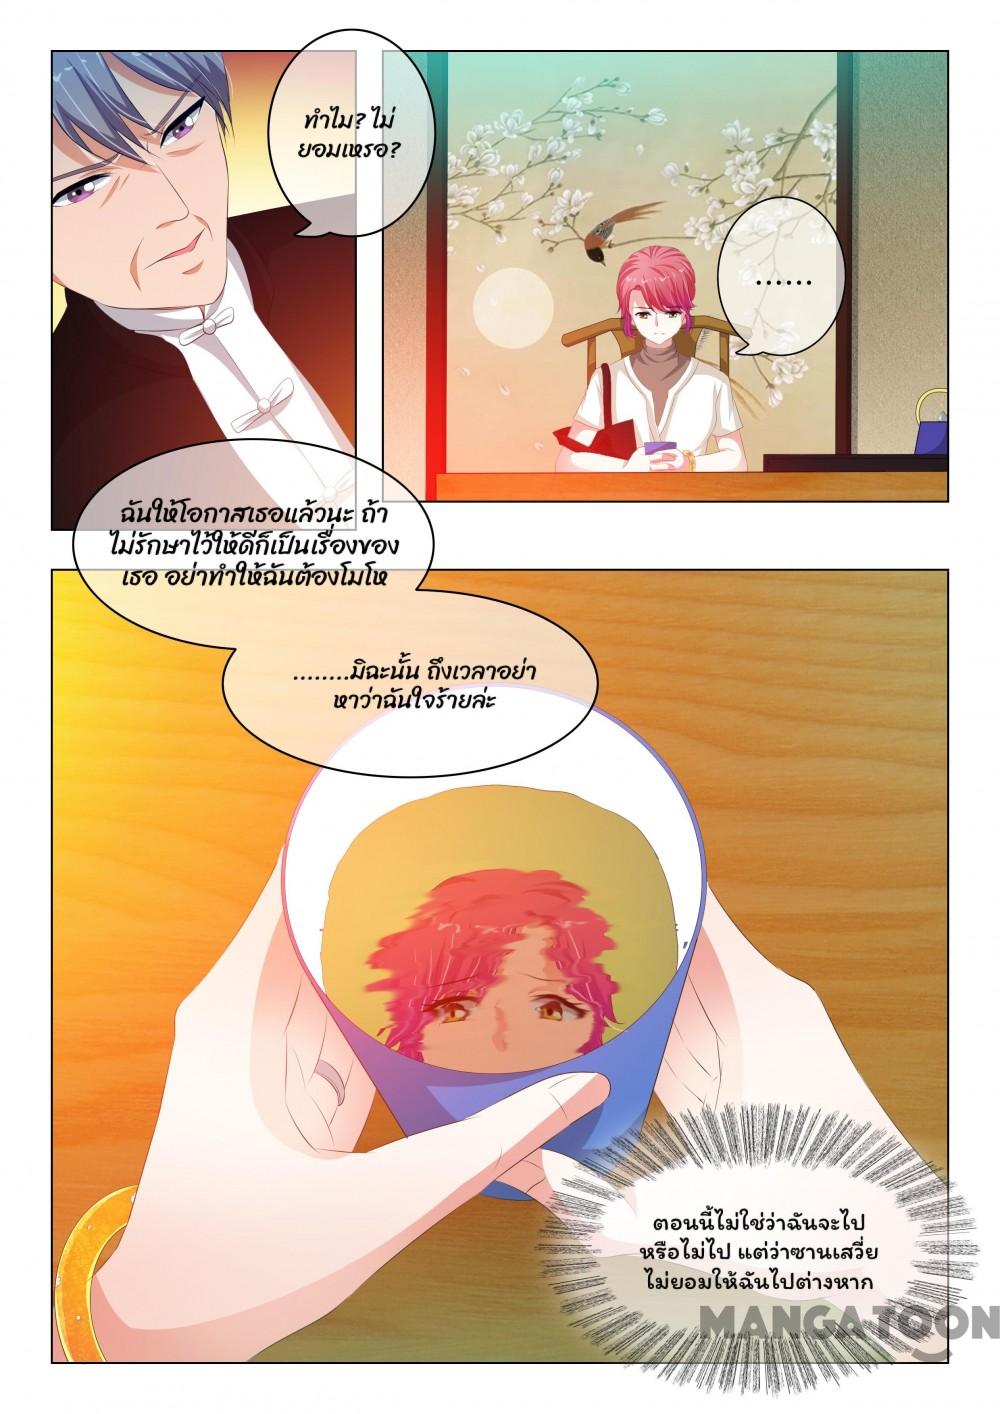 ทำไม? ไม่
ยอมเหรอ?
......
ฉันให้โอกาสเธอแล้วนะ ถ้า
ไม่รักษาไว้ให้ดีก็เป็นเรื่องของ
เธอ อย่าทำให้ฉันต้องโมโห
........มิฉะนั้น ถึงเวลาอย่า
หาว่าฉันใจร้ายล่ะ
ตอนนี้ไม่ใช่ว่าฉันจะไป
หรือไม่ไป แต่ว่าซานเสวี่ย
ไม่ยอมให้ฉันไปต่างหาก
MANGATOON